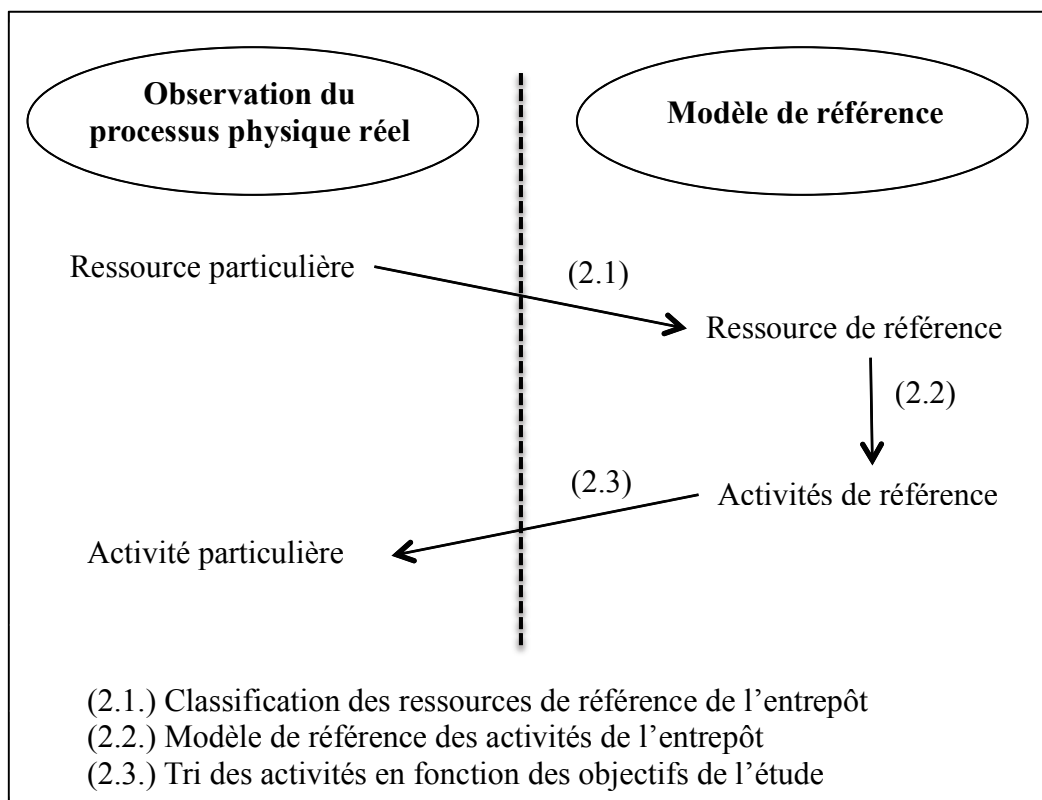 Observation du
processus physique réel
Modèle de référence
Ressource particulière
(2.1)
Ressource de référence
(2.2)
(2.3)
Activités de référence
Activité particulière
(2.1.) Classification des ressources de référence de l’entrepôt
(2.2.) Modèle de référence des activités de l’entrepôt
(2.3.) Tri des activités en fonction des objectifs de l’étude